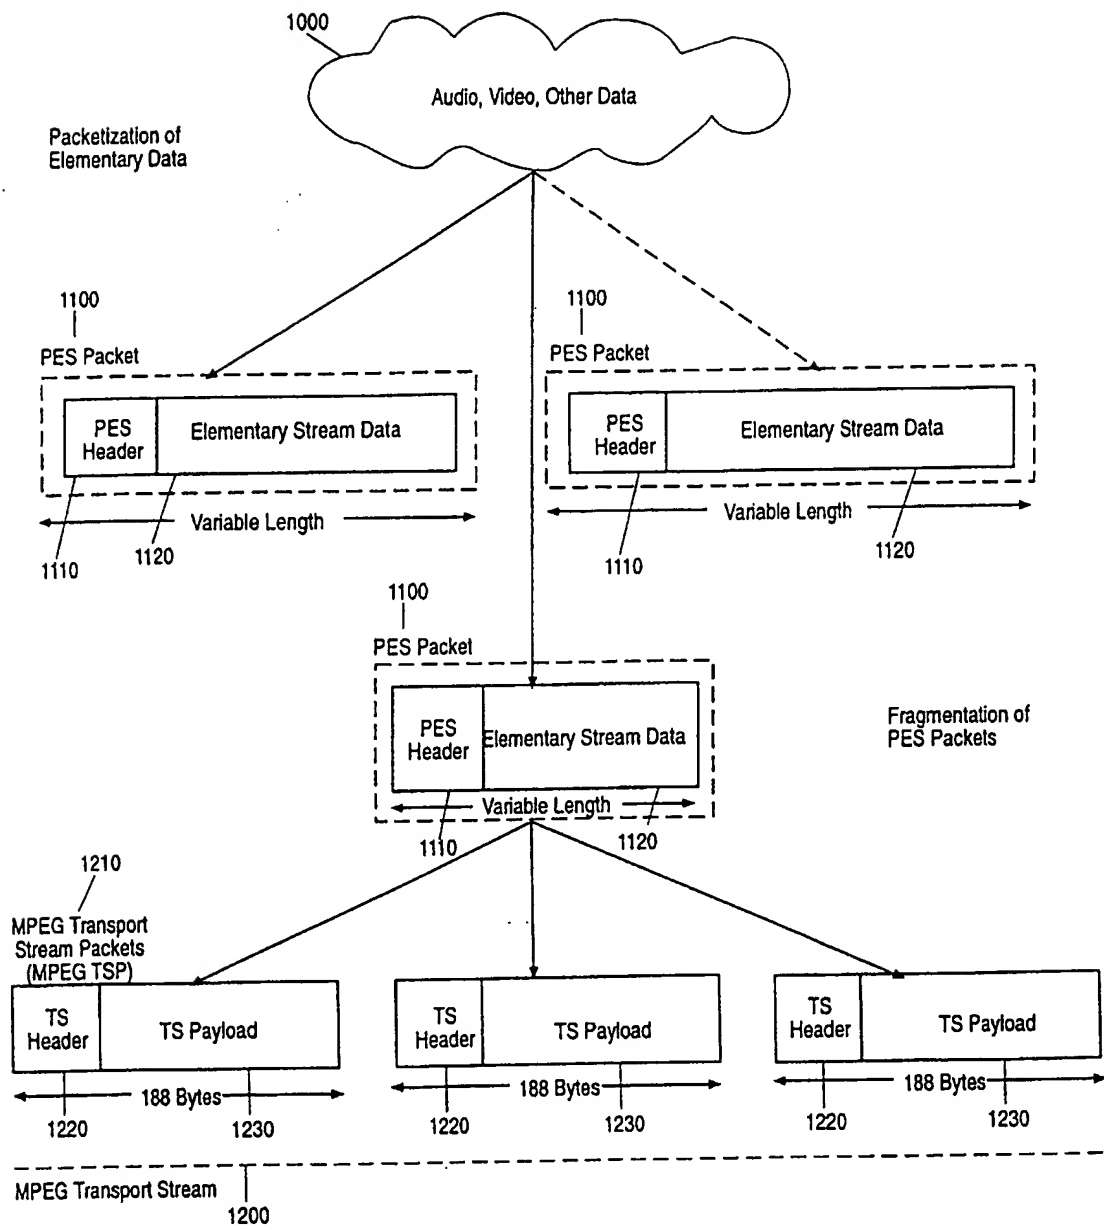 1000
Audio, Video, Other Data
Packetization of
Elementary Data
1100
PES Packet
PES
Header
Elementary Stream Data
Variable Length
1110
1120
1100
PES Packet
PES
Header
Elementary Stream Data
Variable Length
1110
1120
1100
PES Packet
PES
Header
Elementary Stream Data
Variable Length
1110
1120
Fragmentation of
PES Packets
1210
MPEG Transport
Stream Packets
(MPEG TSP)
TS
Header
TS Payload
188 Bytes
1220
1230
TS
Header
TS Payload
188 Bytes
1220
1230
TS
Header
TS Payload
188 Bytes
1220
1230
MPEG Transport Stream
1200